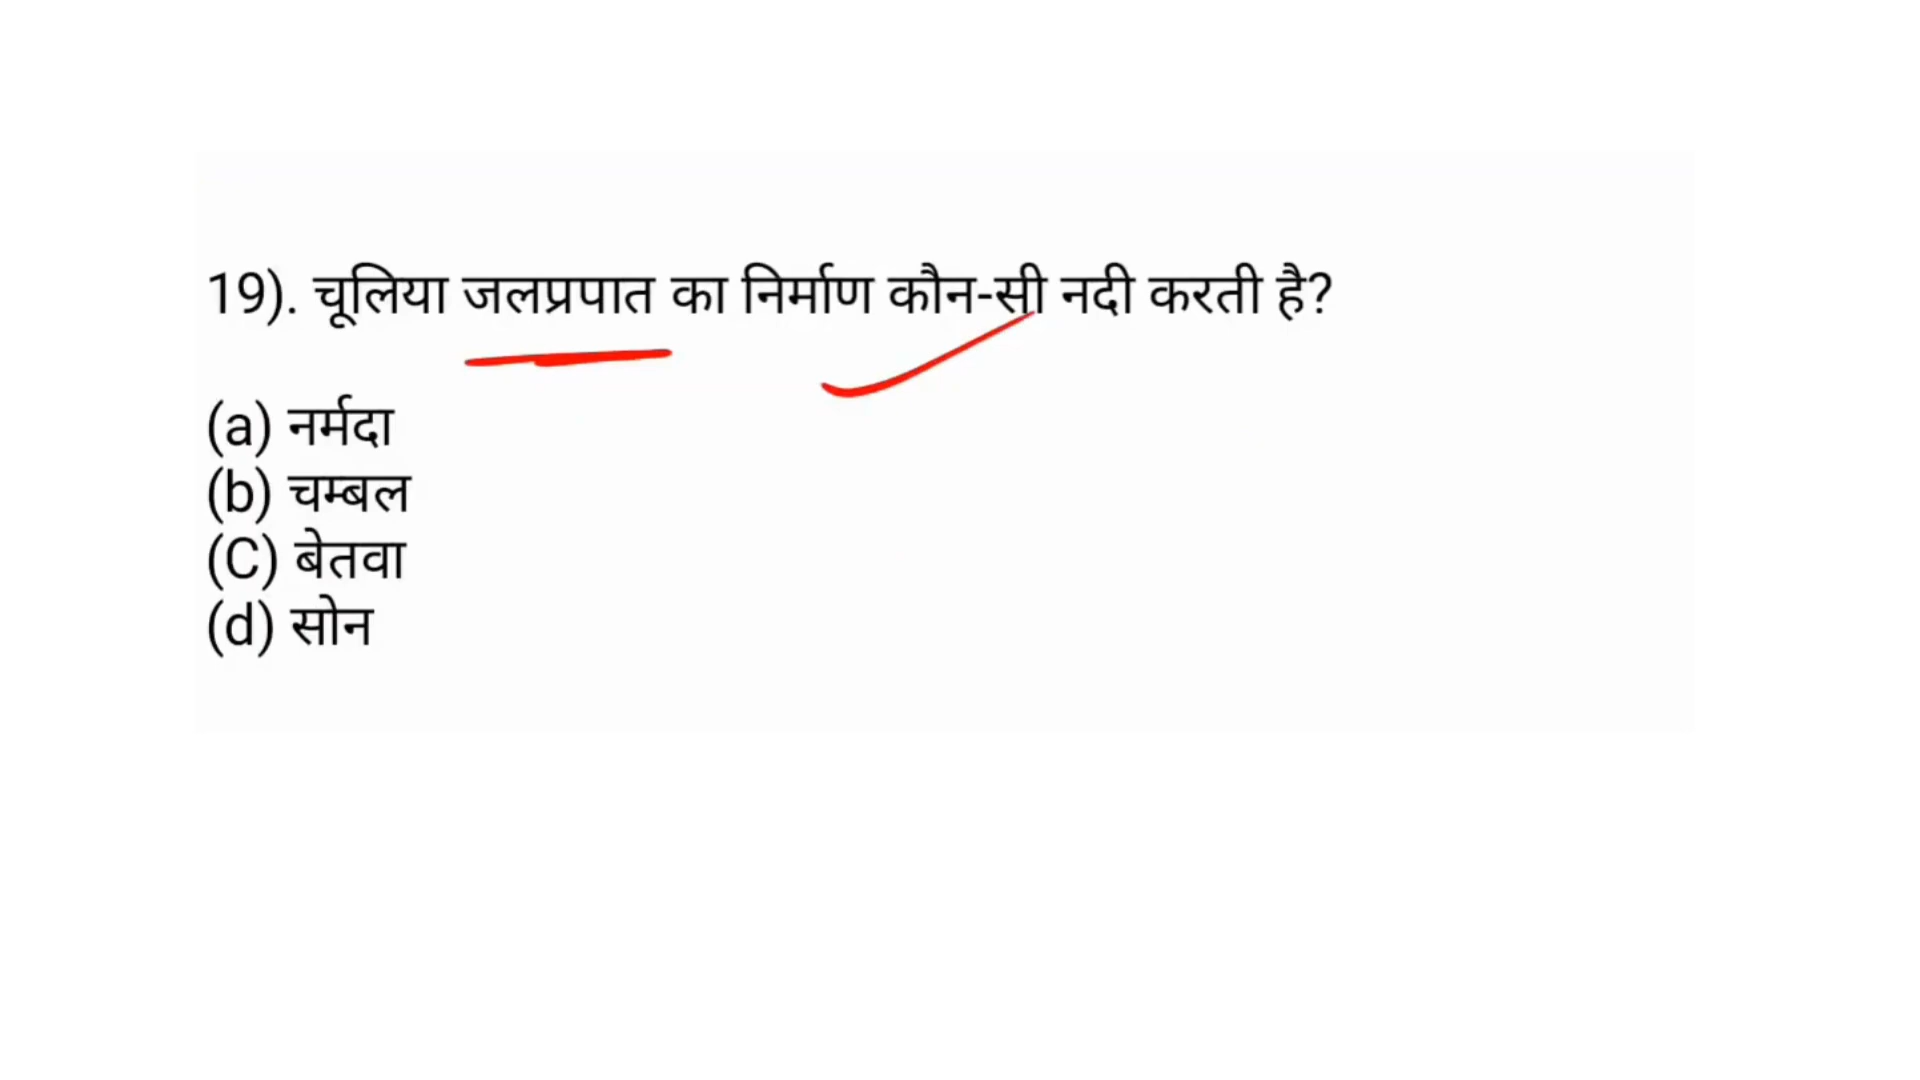 19). चूलिया जलप्रपात का निर्माण कौन-सी नदी करती है?
(a) नर्मदा
(b) चम्बल
(C) बेतवा
(d) सोन